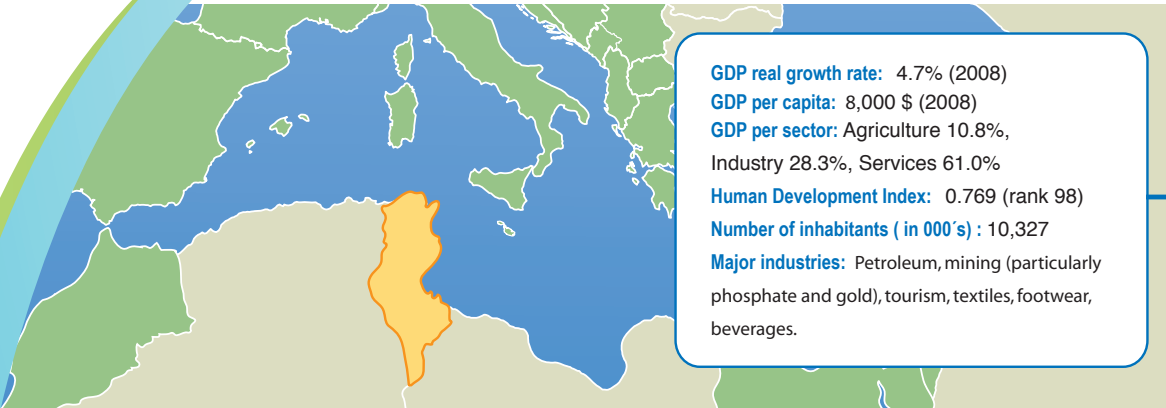 GDP real growth rate: 4.7% (2008)
GDP per capita: 8,000 $ (2008)
GDP per sector: Agriculture 10.8%,
Industry 28.3%, Services 61.0%
Human Development Index: 0.769 (rank 98)
Number of inhabitants ( in 000´s) : 10,327
Major industries: Petroleum, mining (particularly
phosphate and gold), tourism, textiles, footwear,
beverages.